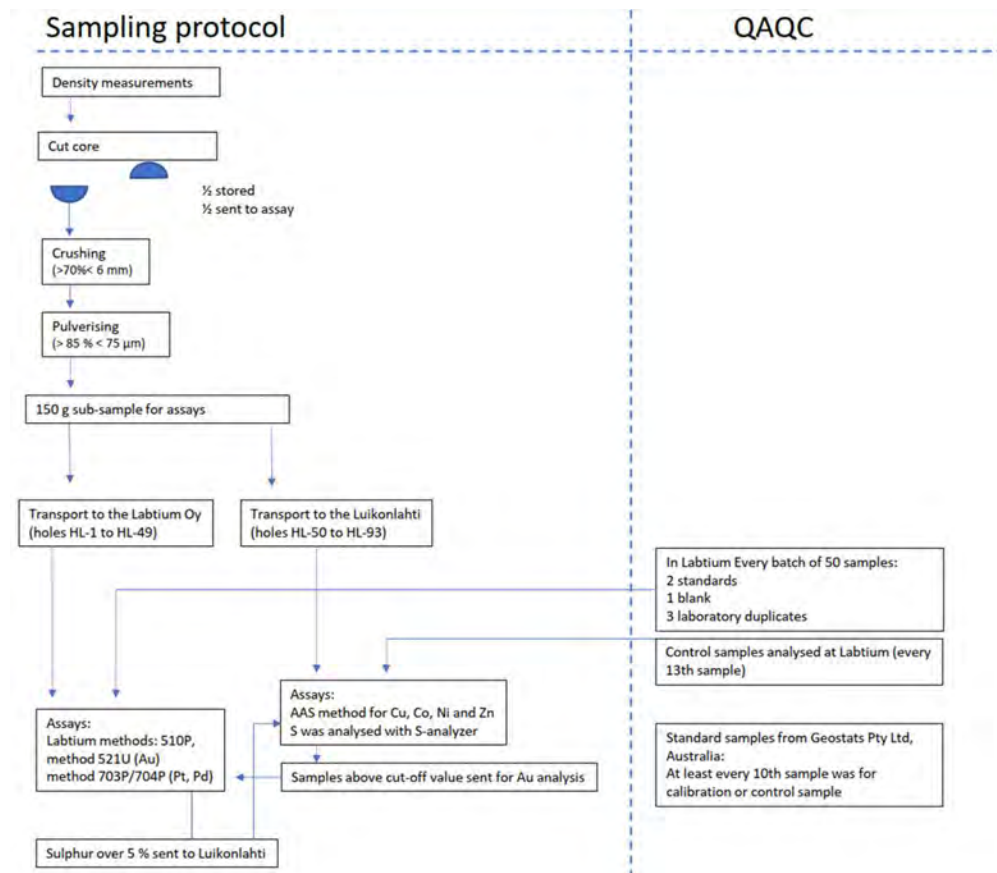 Sampling protocol
QAQC
Density measurements
Cut core
½ stored
½ sent to assay
Crushing
(>70%< 6 mm)
Pulverising
(> 85 % < 75 µm)
150 g sub-sample for assays
Transport to the Labtium Oy
(holes HL-1 to HL-49)
Transport to the Luikonlahti
(holes HL-50 to HL-93)
In Labtium Every batch of 50 samples:
2 standards
1 blank
3 laboratory duplicates
Control samples analysed at Labtium (every
13th sample)
Assays:
AAS method for Cu, Co, Ni and Zn
S was analysed with S-analyzer
Assays:
Labtium methods: 510P,
method 521U (Au)
method 703P/704P (Pt, Pd)
Samples above cut-off value sent for Au analysis
Standard samples from Geostats Pty Ltd,
Australia:
At least every 10th sample was for
calibration or control sample
Sulphur over 5 % sent to Luikonlahti